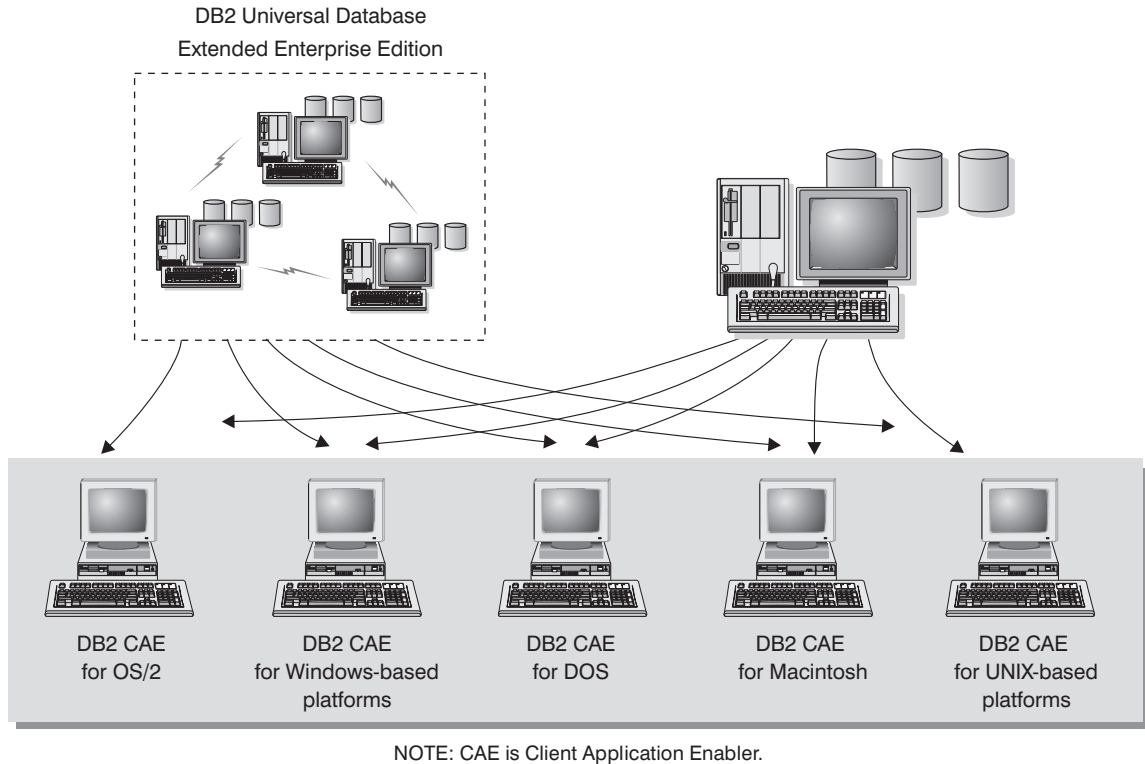 DB2 Universal Database
Extended Enterprise Edition
DB2 CAE
for OS/2
DB2 CAE
for Windows-based
platforms
DB2 CAE
for DOS
DB2 CAE
for Macintosh
DB2 CAE
for UNIX-based
platforms
NOTE: CAE is Client Application Enabler.